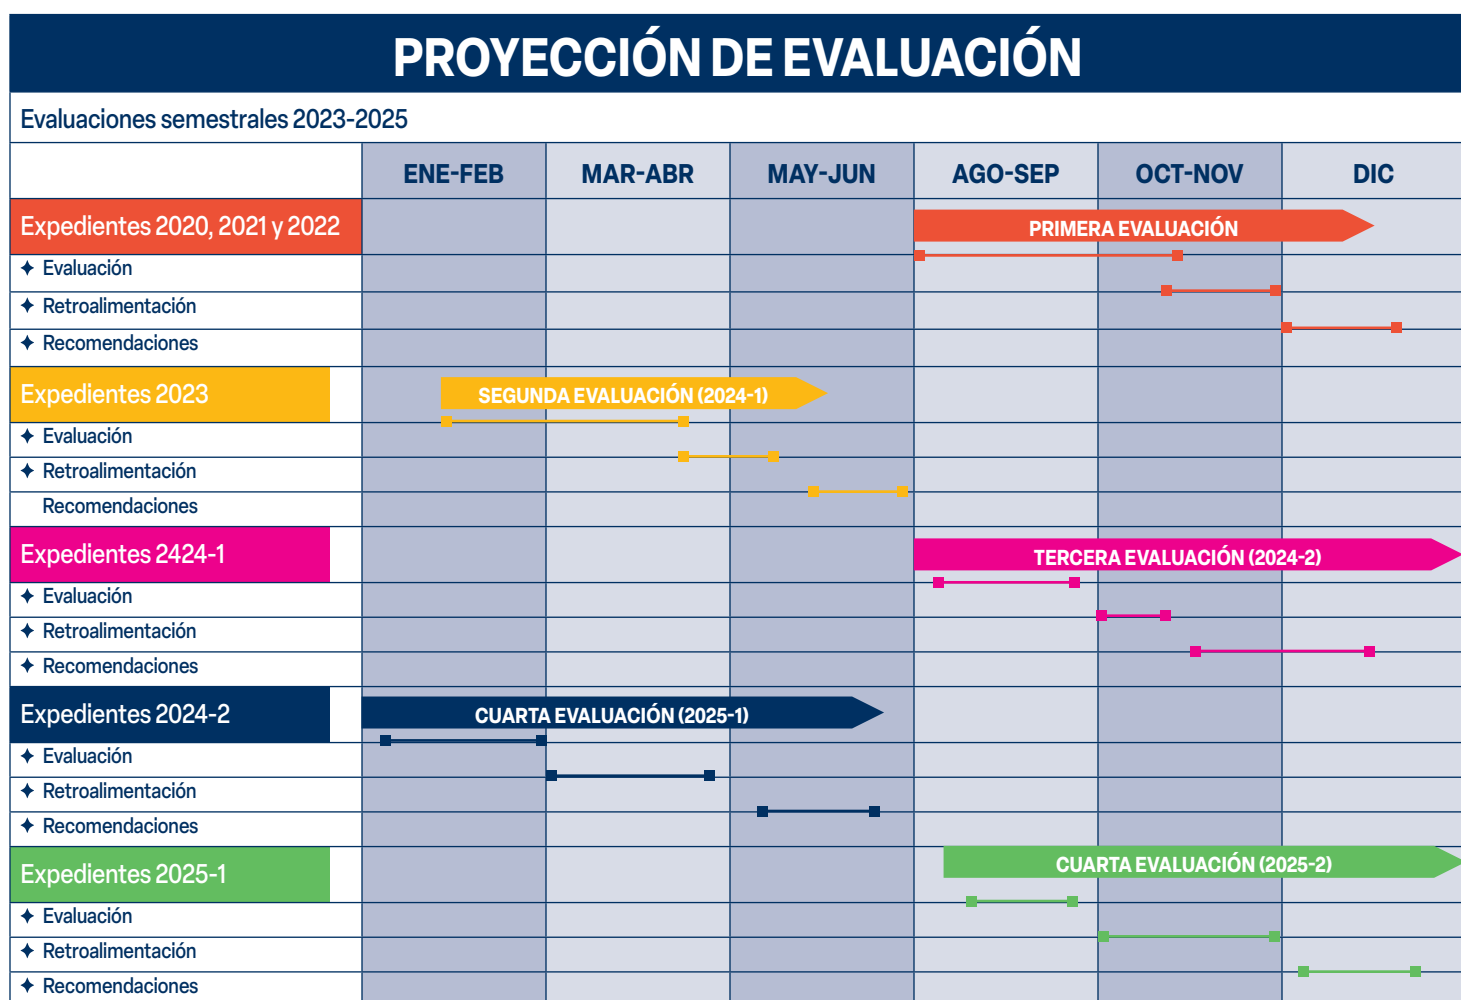 PROYECCIÓN DE EVALUACIÓN
Evaluaciones semestrales 2023-2025
ENE-FEB MAR-ABR MAY-JUN AGO-SEP OCT-NOV DIC
Expedientes 2020, 2021 y 2022 PRIMERA EVALUACIÓN
✦ Evaluación
✦ Retroalimentación
✦ Recomendaciones
Expedientes 2023 SEGUNDA EVALUACIÓN (2024-1)
✦ Evaluación
✦ Retroalimentación
Recomendaciones
Expedientes 2424-1 TERCERA EVALUACIÓN (2024-2)
✦ Evaluación
✦ Retroalimentación
✦ Recomendaciones
Expedientes 2024-2 CUARTA EVALUACIÓN (2025-1)
✦ Evaluación
✦ Retroalimentación
✦ Recomendaciones
Expedientes 2025-1 CUARTA EVALUACIÓN (2025-2)
✦ Evaluación
✦ Retroalimentación
✦ Recomendaciones